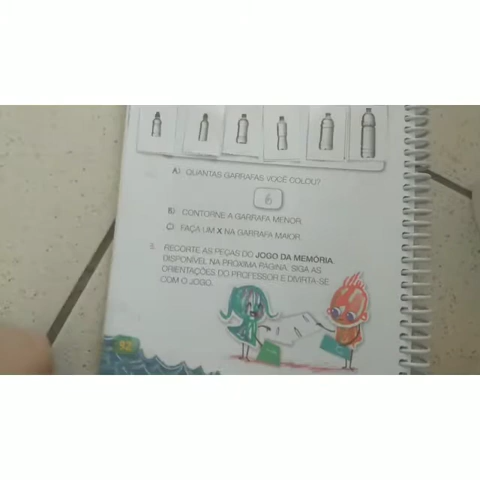 A) QUANTAS GARRAFAS VOCÊ COLOU?
6
B) CONTORNE A GARRAFA MENOR.
C) FAÇA UM X NA GARRAFA MAIOR.
3. RECORTE AS PEÇAS DO JOGO DA MEMÓRIA,
DISPONÍVEL NA PRÓXIMA PÁGINA. SIGA AS
ORIENTAÇÕES DO PROFESSOR E DIVIRTA-SE
COM O JOGO.
92